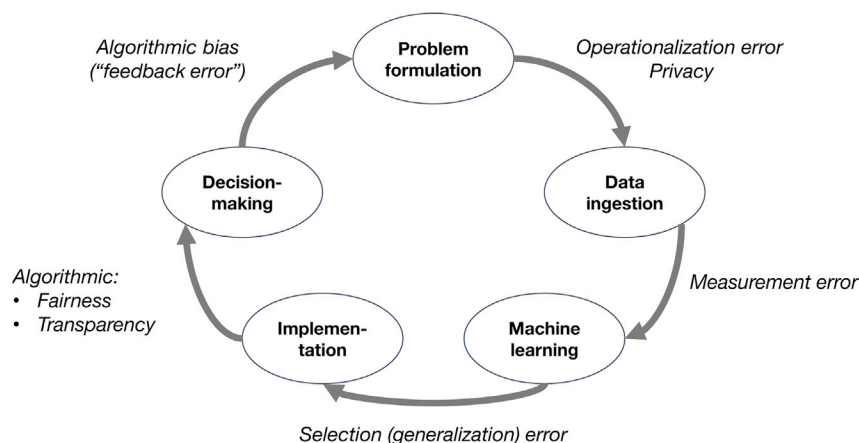 Problem
formulation
Operationalization error
Privacy
Data
ingestion
Measurement error
Machine
learning
Selection (generalization) error
Implemen-
tation
Algorithmic:
• Fairness
• Transparency
Decision-
making
Algorithmic bias
(“feedback error”)